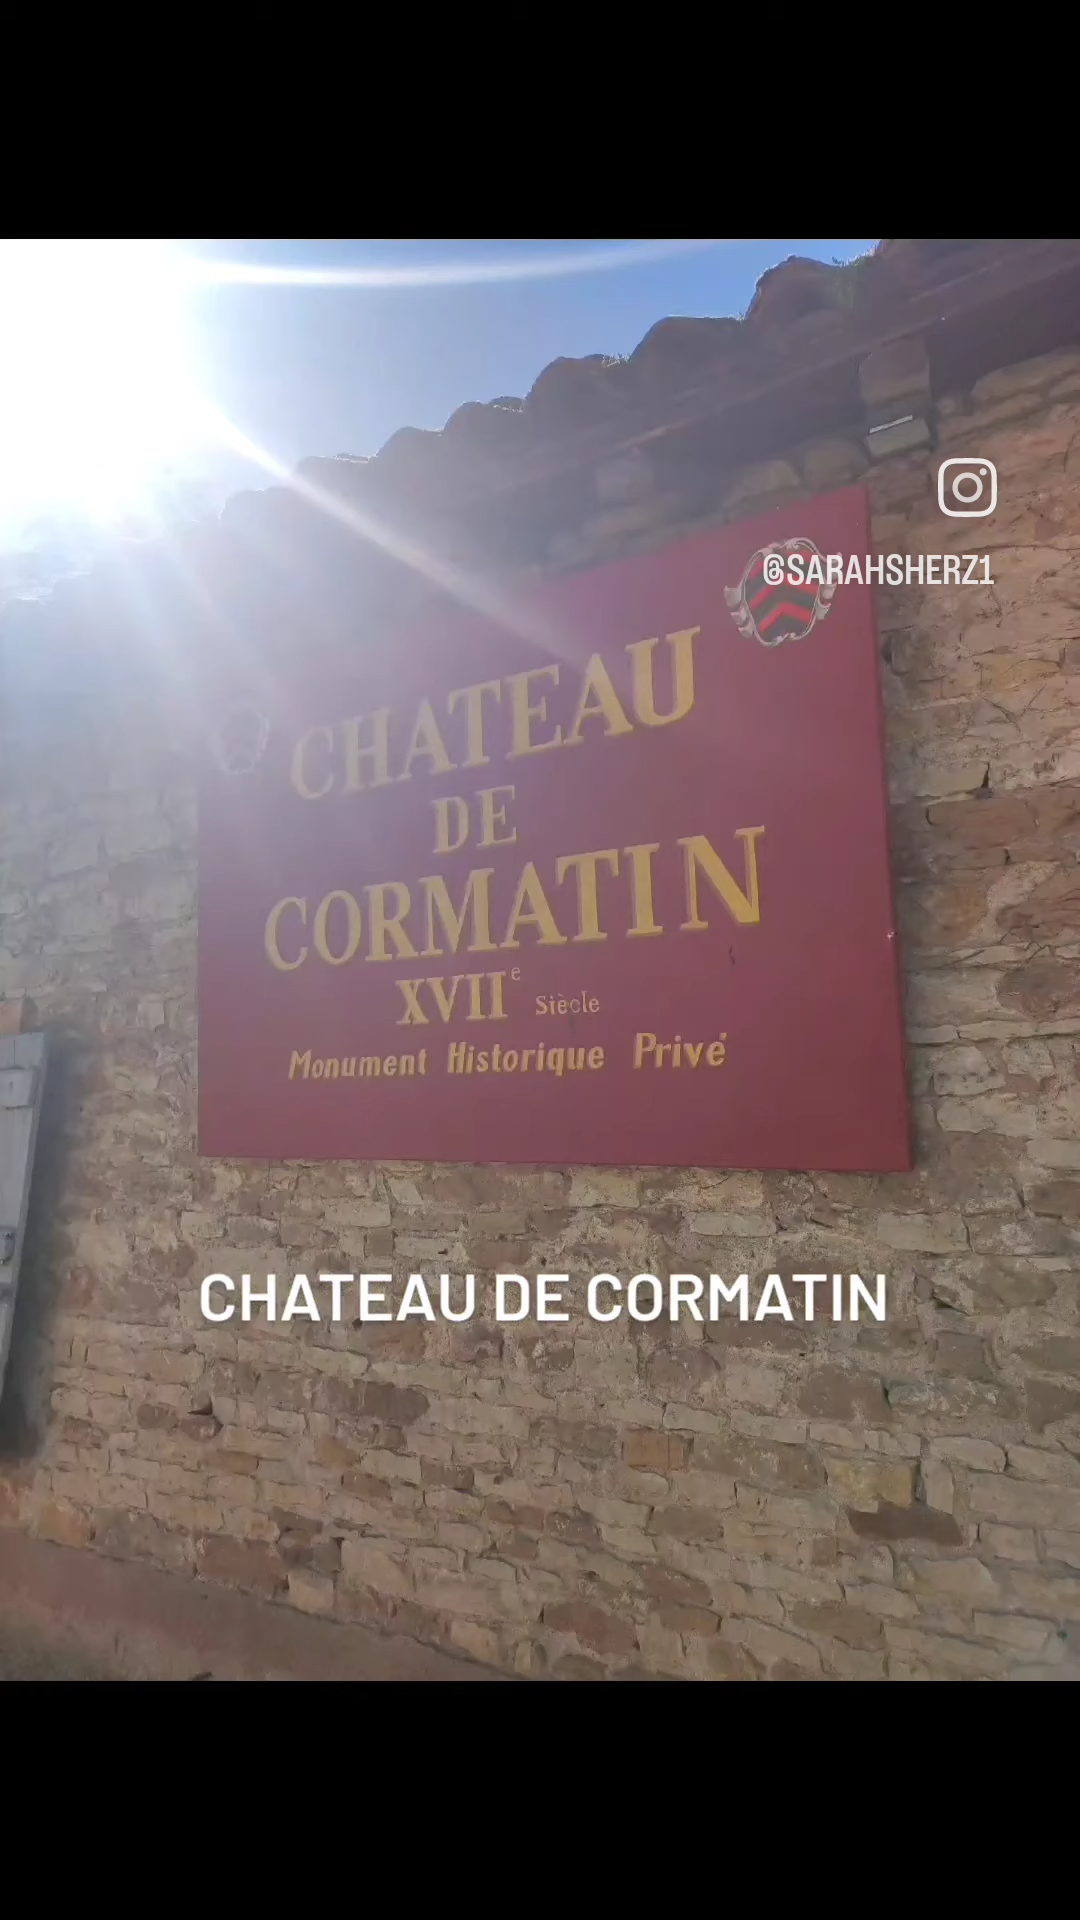 @SARAHSHERZ1
CHATEAU
DE
CORMATIN
XVIIe Siècle
Monument Historique Privé
CHATEAU DE CORMATIN